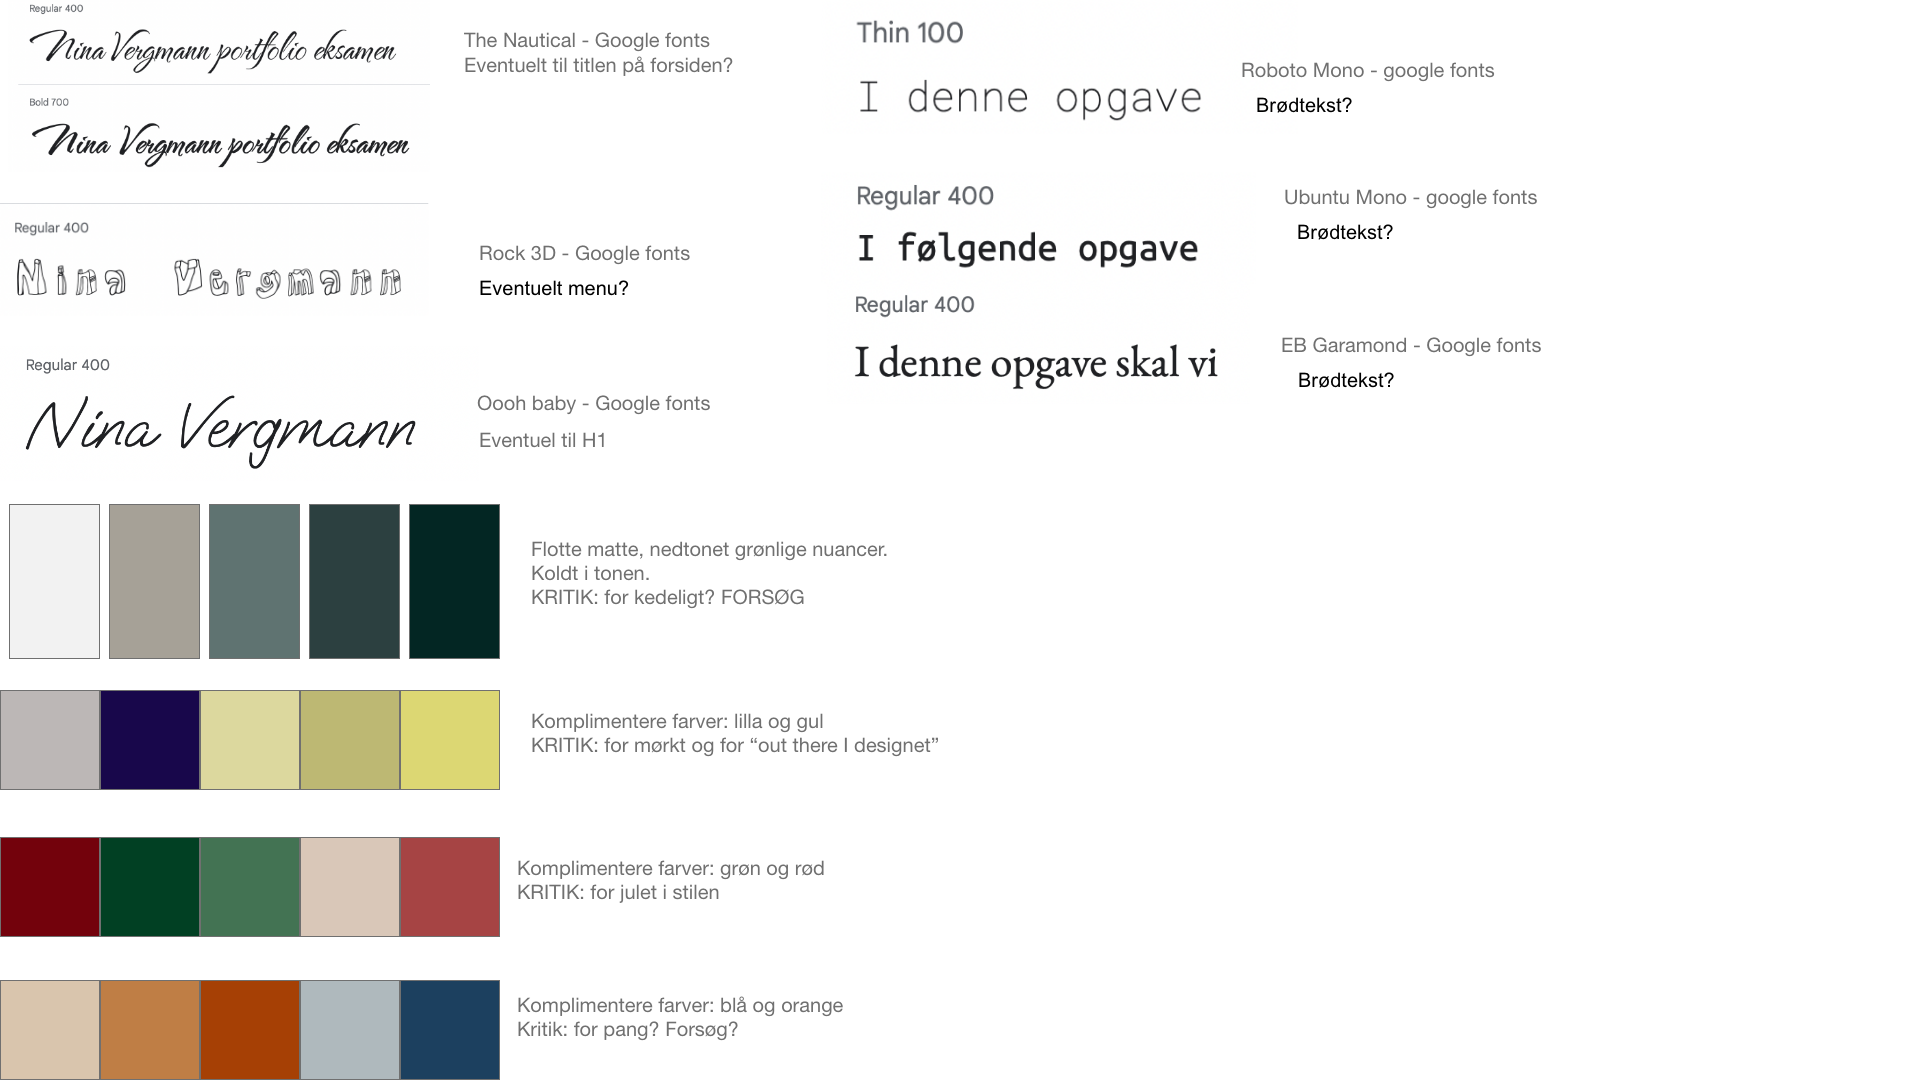 Regular 400
Nina Vergmann portfolio eksamen
The Nautical - Google fonts
Eventuelt til titlen på forsiden?
Bold 700
Nina Vergmann portfolio eksamen
Regular 400
Nina Vergmann
Rock 3D - Google fonts
Eventuelt menu?
Regular 400
Nina Vergmann
Oooh baby - Google fonts
Eventuel til H1
Thin 100
I denne opgave
Roboto Mono - google fonts
Brødtekst?
Regular 400
I følgende opgave
Ubuntu Mono - google fonts
Brødtekst?
Regular 400
I denne opgave skal vi
EB Garamond - Google fonts
Brødtekst?
Flotte matte, nedtonet grønlige nuancer.
Koldt i tonen.
KRITIK: for kedeligt? FORSØG
Komplimentere farver: lilla og gul
KRITIK: for mørkt og for “out there I designet”
Komplimentere farver: grøn og rød
KRITIK: for julet i stilen
Komplimentere farver: blå og orange
Kritik: for pang? Forsøg?